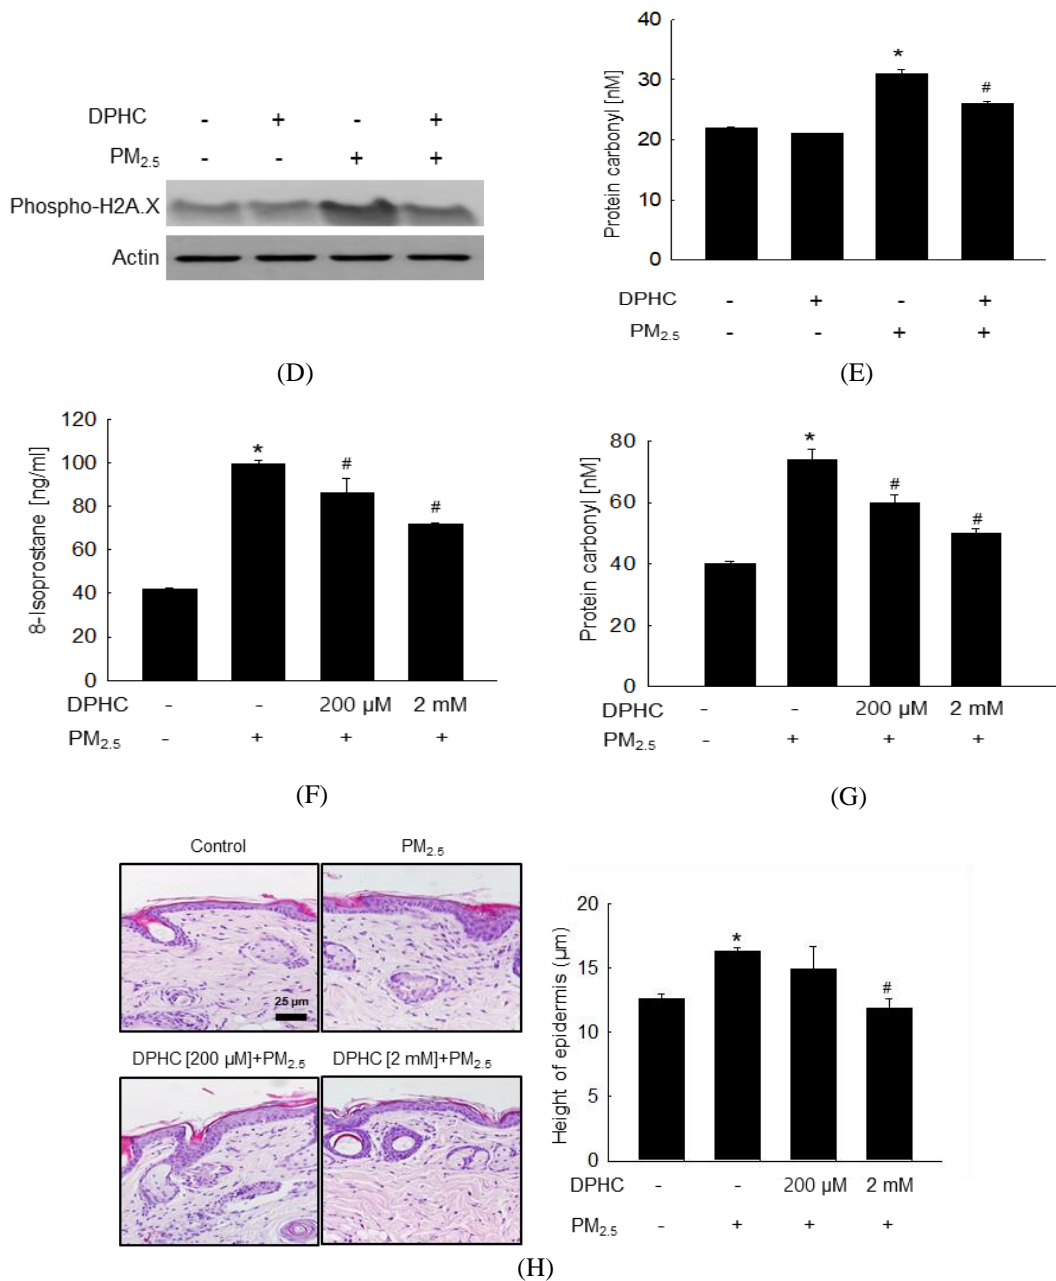 DPHC - + - +
PM2.5 - - + +
Phospho-H2A.X
Actin
(D)
Protein carbonyl [nM]
40
30
20
10
0
DPHC - + - +
PM2.5 - - + +
* #
(E)
8-Isoprostane [ng/ml]
120
100
80
60
40
20
0
* # #
DPHC - - 200 µM 2 mM
PM2.5 - + + +
(F)
Protein carbonyl [nM]
80
60
40
20
0
* # #
DPHC - - 200 µM 2 mM
PM2.5 - + + +
(G)
Control PM2.5
25 µm
DPHC [200 µM]+PM2.5 DPHC [2 mM]+PM2.5
Height of epidermis (µm)
20
15
10
5
0
* #
DPHC - - 200 µM 2 mM
PM2.5 - + + +
(H)